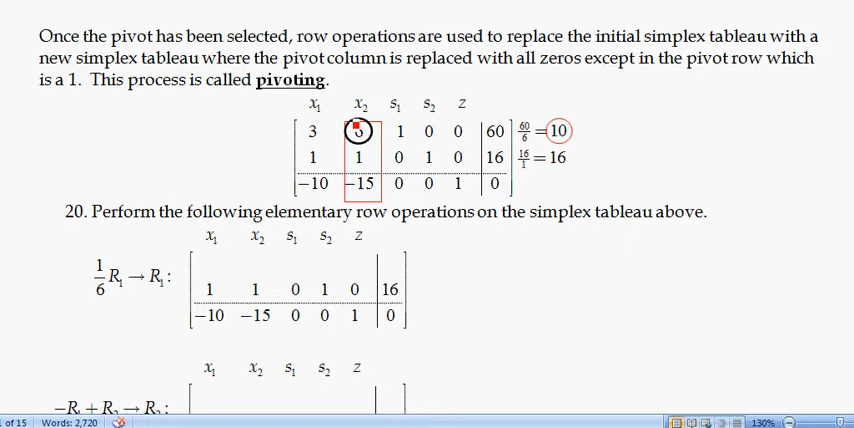 Once the pivot has been selected, row operations are used to replace the initial simplex tableau with a
new simplex tableau where the pivot column is replaced with all zeros except in the pivot row which
is a 1. This process is called pivoting.
x₁ x₂ s₁ s₂ z
3 1 0 0 60 60/6 = 10
1 1 0 1 0 16 16/1 = 16
−10 −15 0 0 1 0
20. Perform the following elementary row operations on the simplex tableau above.
x₁ x₂ s₁ s₂ z
1/6 R₁ → R₁:
1 1 0 1 0 16
−10 −15 0 0 1 0
x₁ x₂ s₁ s₂ z
−R₁ + R₂ → R₂:
of 15 Words: 2,720 130%